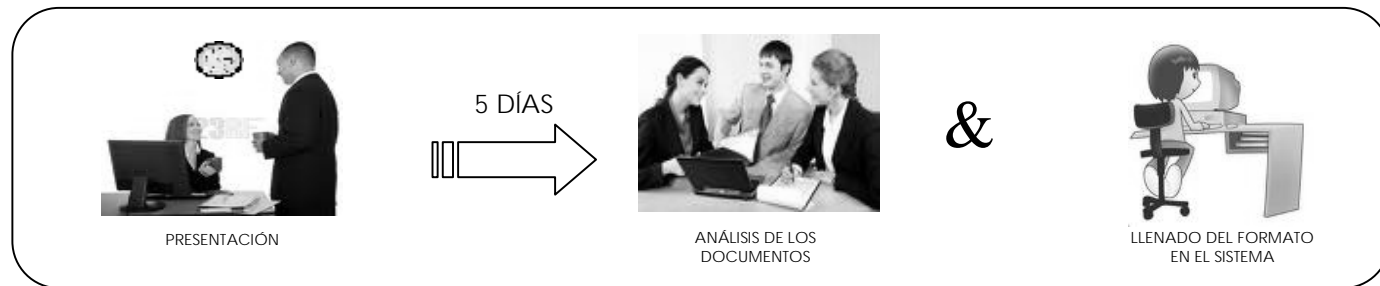 5 DÍAS
&
PRESENTACIÓN
ANÁLISIS DE LOS
DOCUMENTOS
LLENADO DEL FORMATO
EN EL SISTEMA